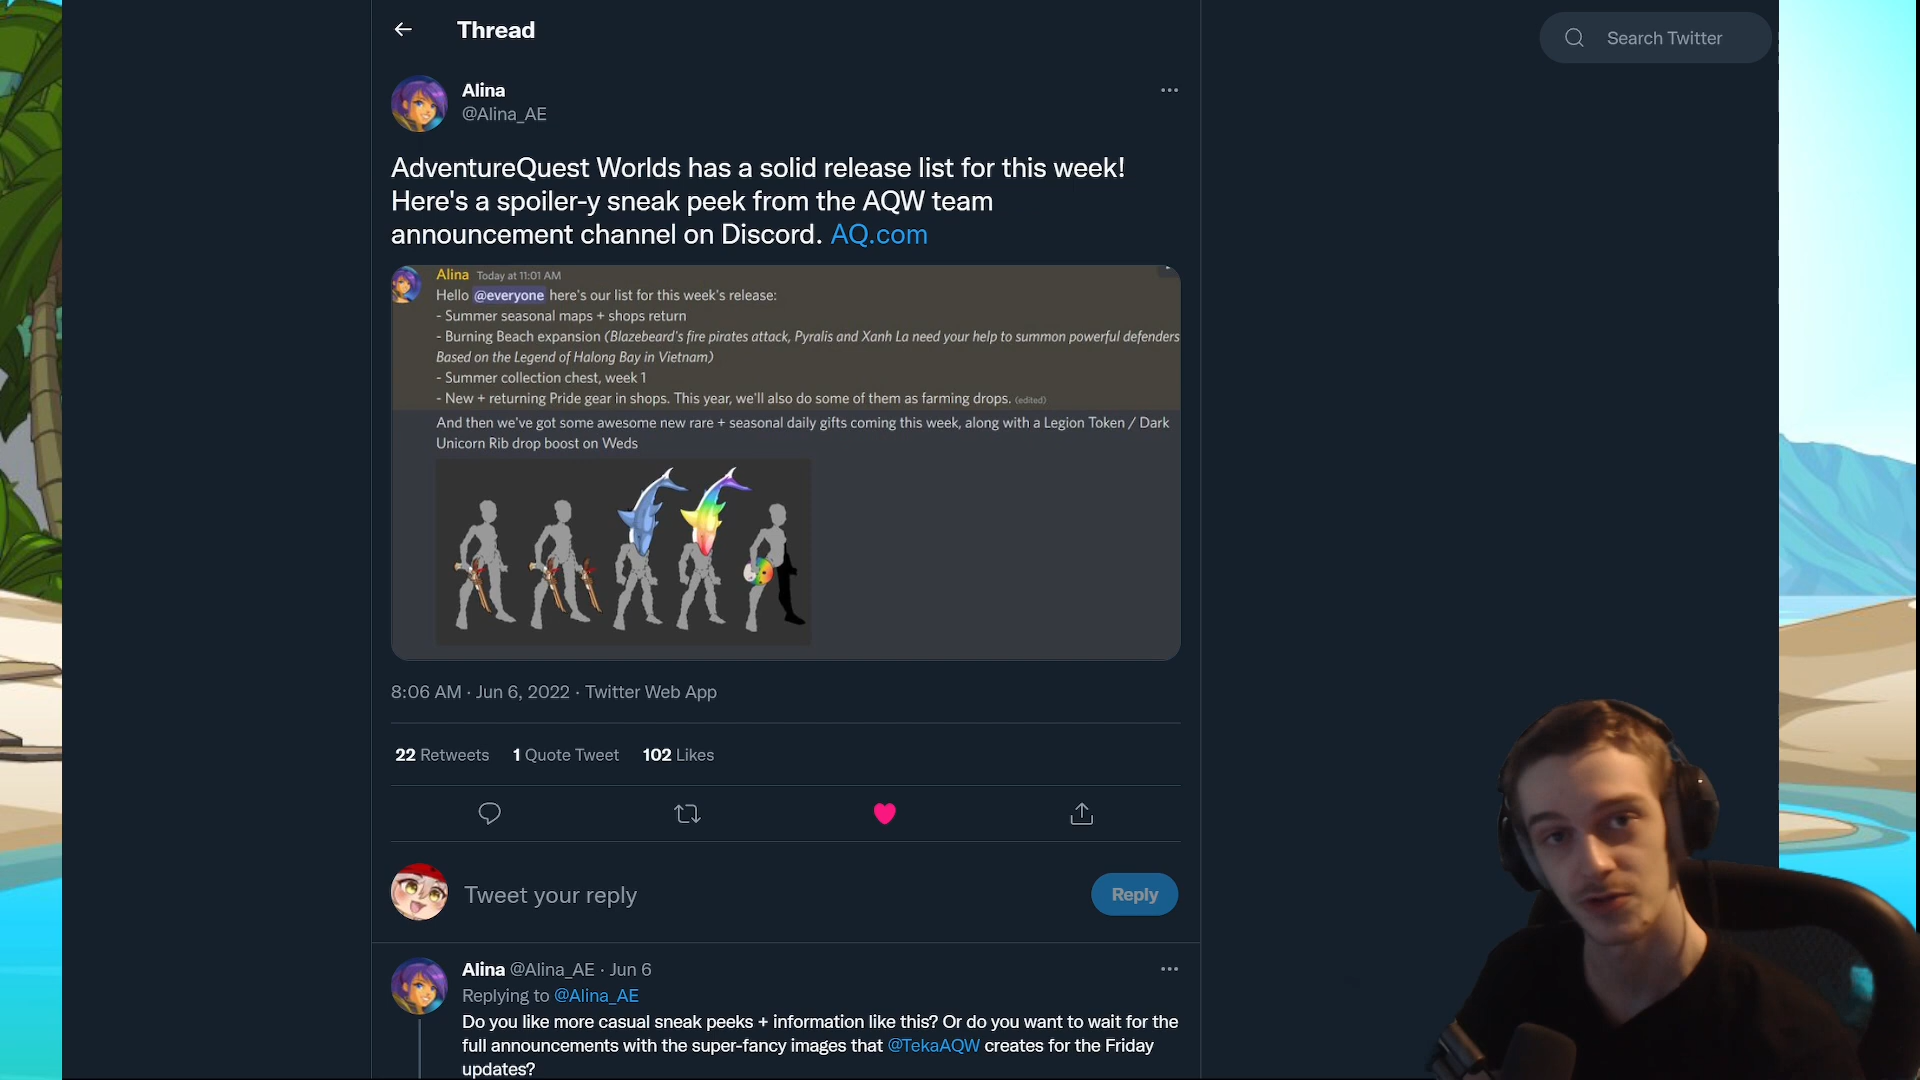 Thread
Search Twitter
Alina
@Alina_AE
AdventureQuest Worlds has a solid release list for this week!
Here's a spoiler-y sneak peek from the AQW team
announcement channel on Discord. AQ.com
Alina Today at 11:01 AM
Hello @everyone here's our list for this week's release:
- Summer seasonal maps + shops return
- Burning Beach expansion (Blazebeard's fire pirates attack, Pyralis and Xanh La need your help to summon powerful defenders
Based on the Legend of Halong Bay in Vietnam)
- Summer collection chest, week 1
- New + returning Pride gear in shops. This year, we'll also do some of them as farming drops. (edited)
And then we've got some awesome new rare + seasonal daily gifts coming this week, along with a Legion Token / Dark
Unicorn Rib drop boost on Weds
8:06 AM · Jun 6, 2022 · Twitter Web App
22 Retweets 1 Quote Tweet 102 Likes
Tweet your reply
Reply
Alina @Alina_AE · Jun 6
Replying to @Alina_AE
Do you like more casual sneak peeks + information like this? Or do you want to wait for the
full announcements with the super-fancy images that @TekaAQW creates for the Friday
updates?